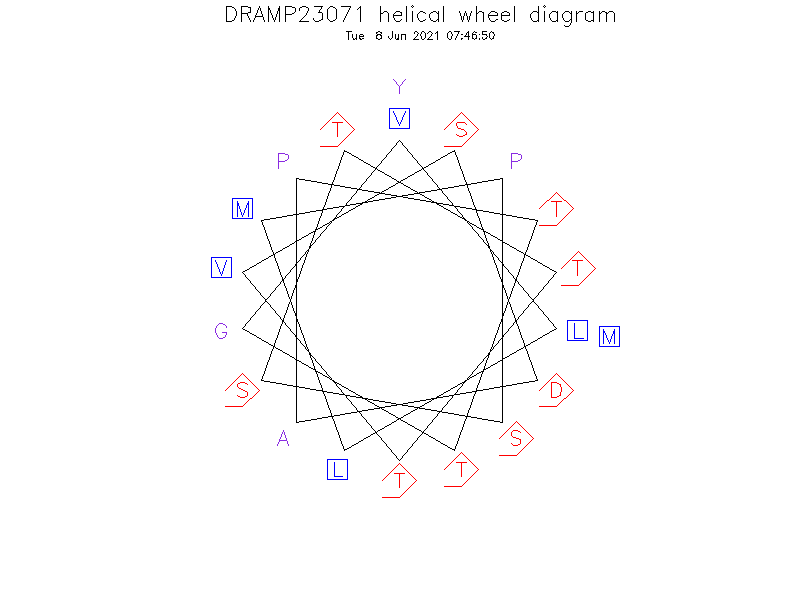 DRAMP23071 helical wheel diagram
Tue 8 Jun 2021 07:46:50
Y
T V S
P P
M T
V T
G L M
S D
A S
L T T